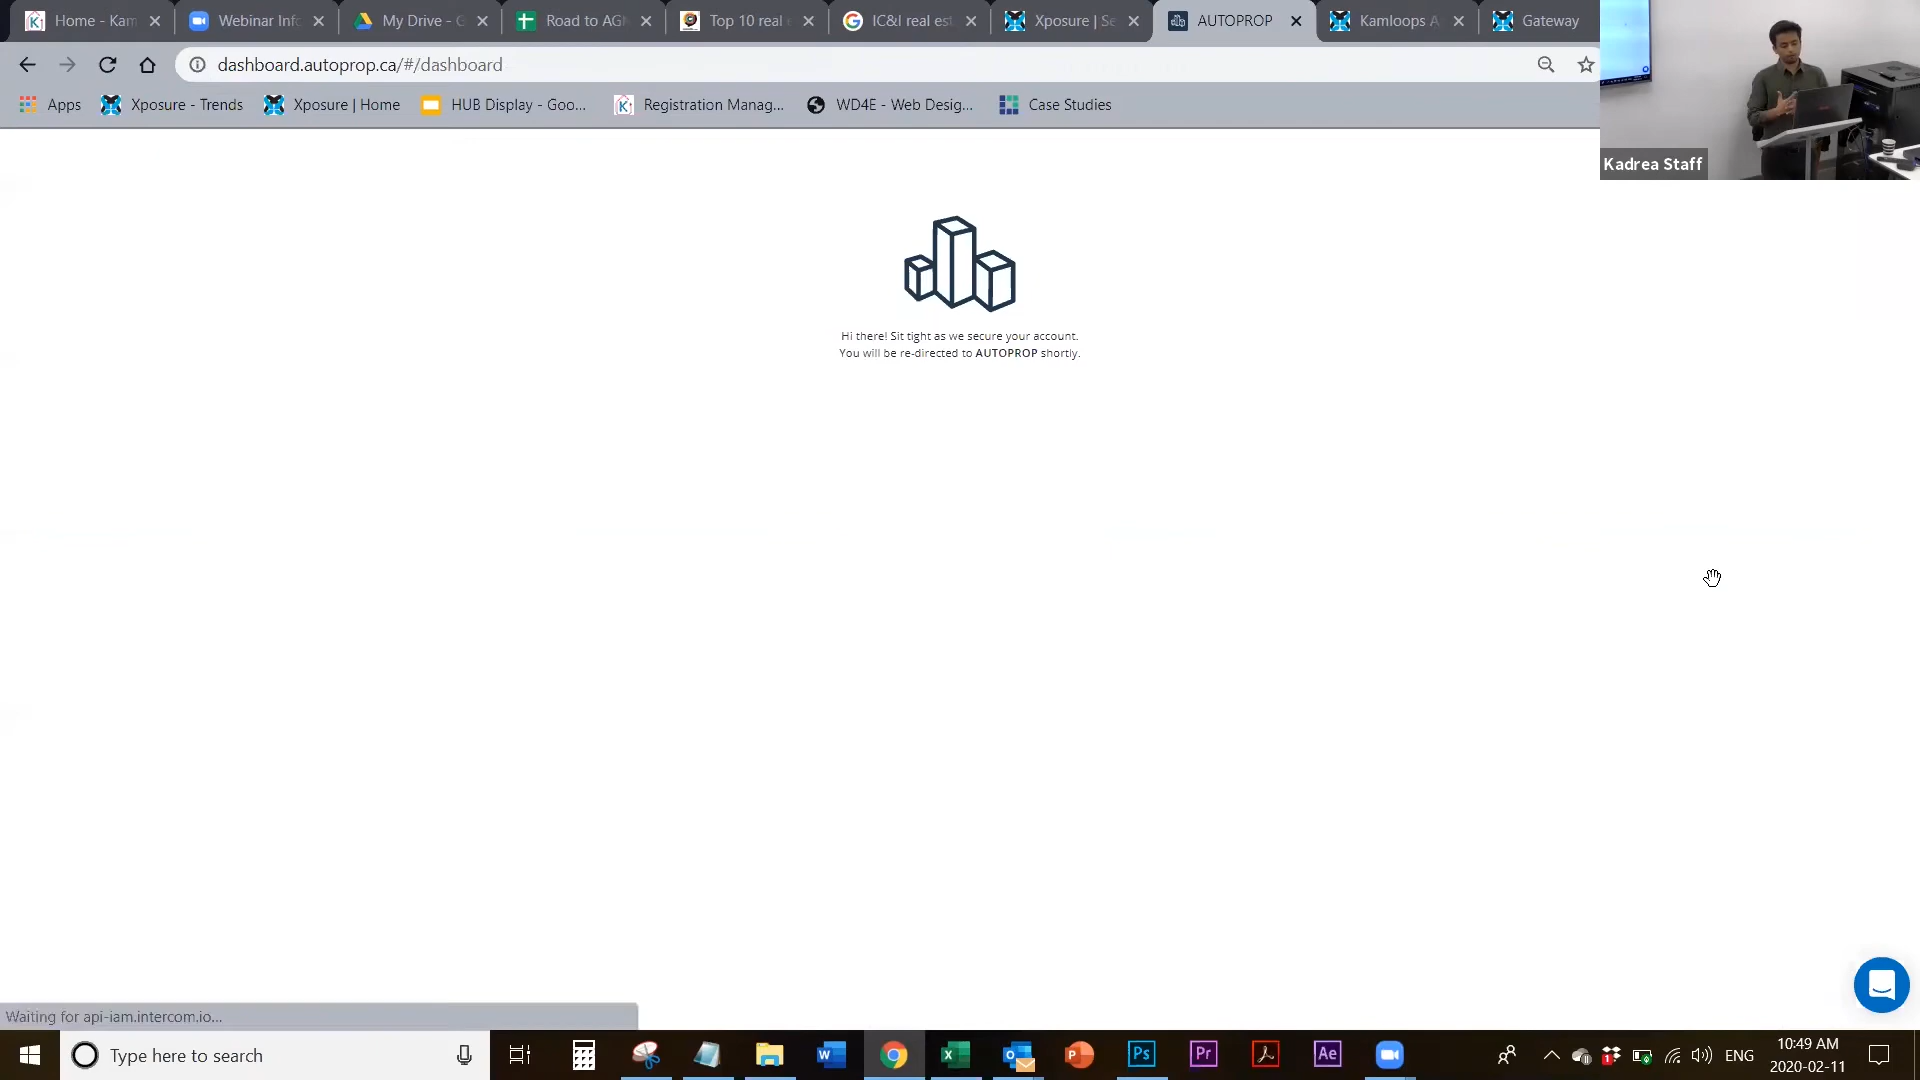 Home - Kam
Webinar Info
My Drive - G
Road to AG
Top 10 real e
IC&I real est
Xposure | Se
AUTOPROP
Kamloops A
Gateway
dashboard.autoprop.ca/#/dashboard
Apps
Xposure - Trends
Xposure | Home
HUB Display - Goo...
Registration Manag...
WD4E - Web Desig...
Case Studies
Kadrea Staff
Hi there! Sit tight as we secure your account.
You will be re-directed to AUTOPROP shortly.
Waiting for api-iam.intercom.io...
Type here to search
ENG
10:49 AM
2020-02-11